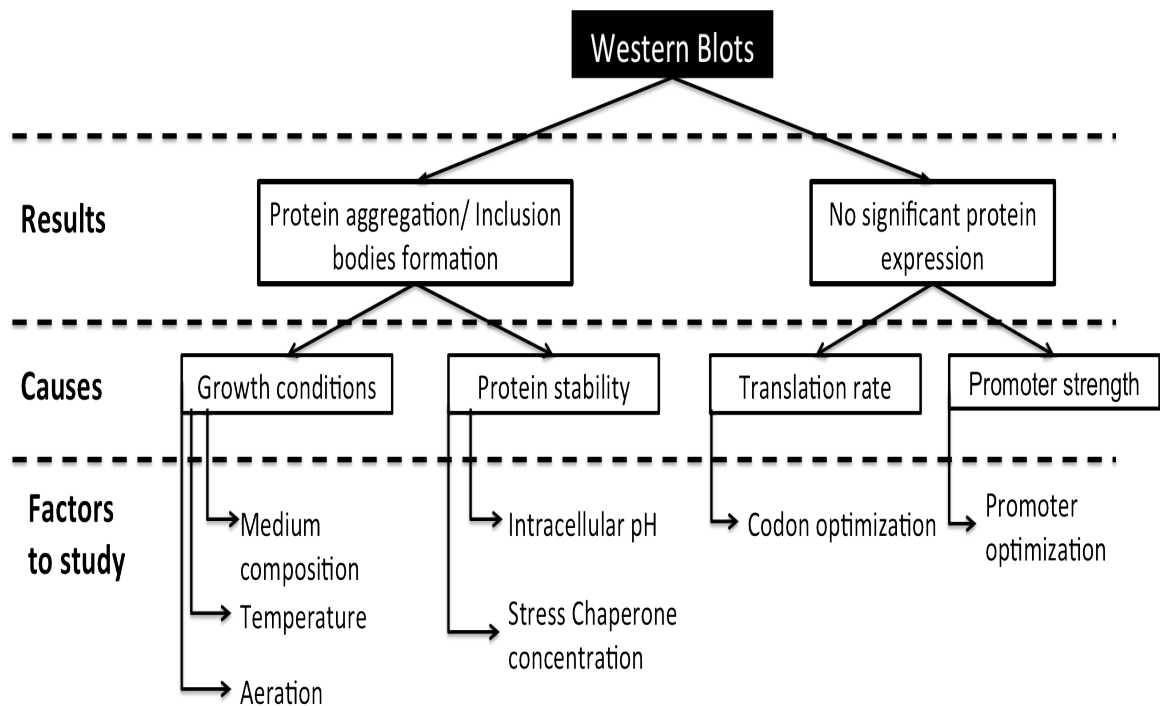 Western Blots
Results
Protein aggregation/ Inclusion
bodies formation
No significant protein
expression
Causes
Growth conditions
Protein stability
Translation rate
Promoter strength
Factors
to study
Medium
composition
Temperature
Aeration
Intracellular pH
Stress Chaperone
concentration
Codon optimization
Promoter
optimization